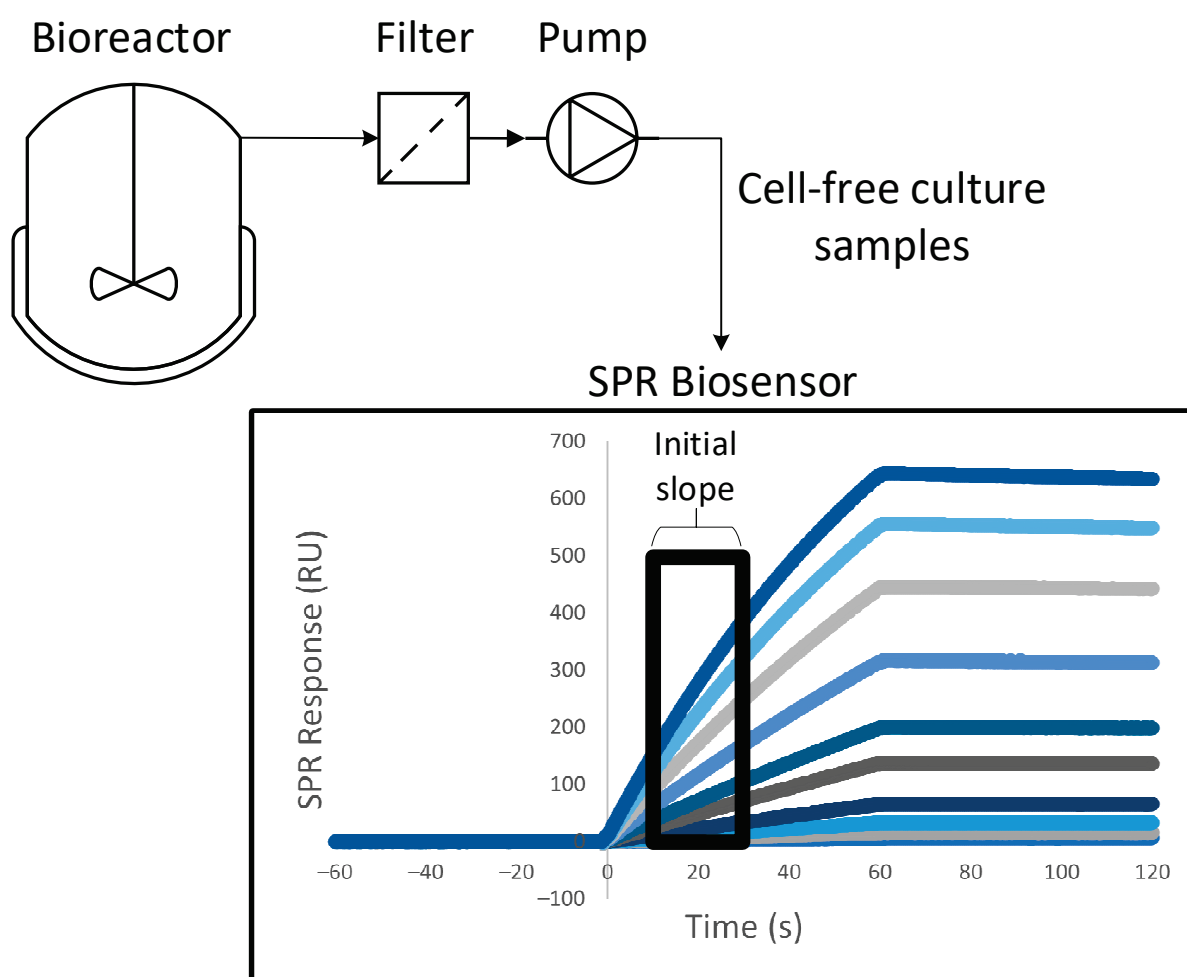 Bioreactor
Filter
Pump
Cell-free culture
samples
SPR Biosensor
Initial
slope
SPR Response (RU)
700
600
500
400
300
200
100
0
–100
–60
–40
–20
0
20
40
60
80
100
120
Time (s)